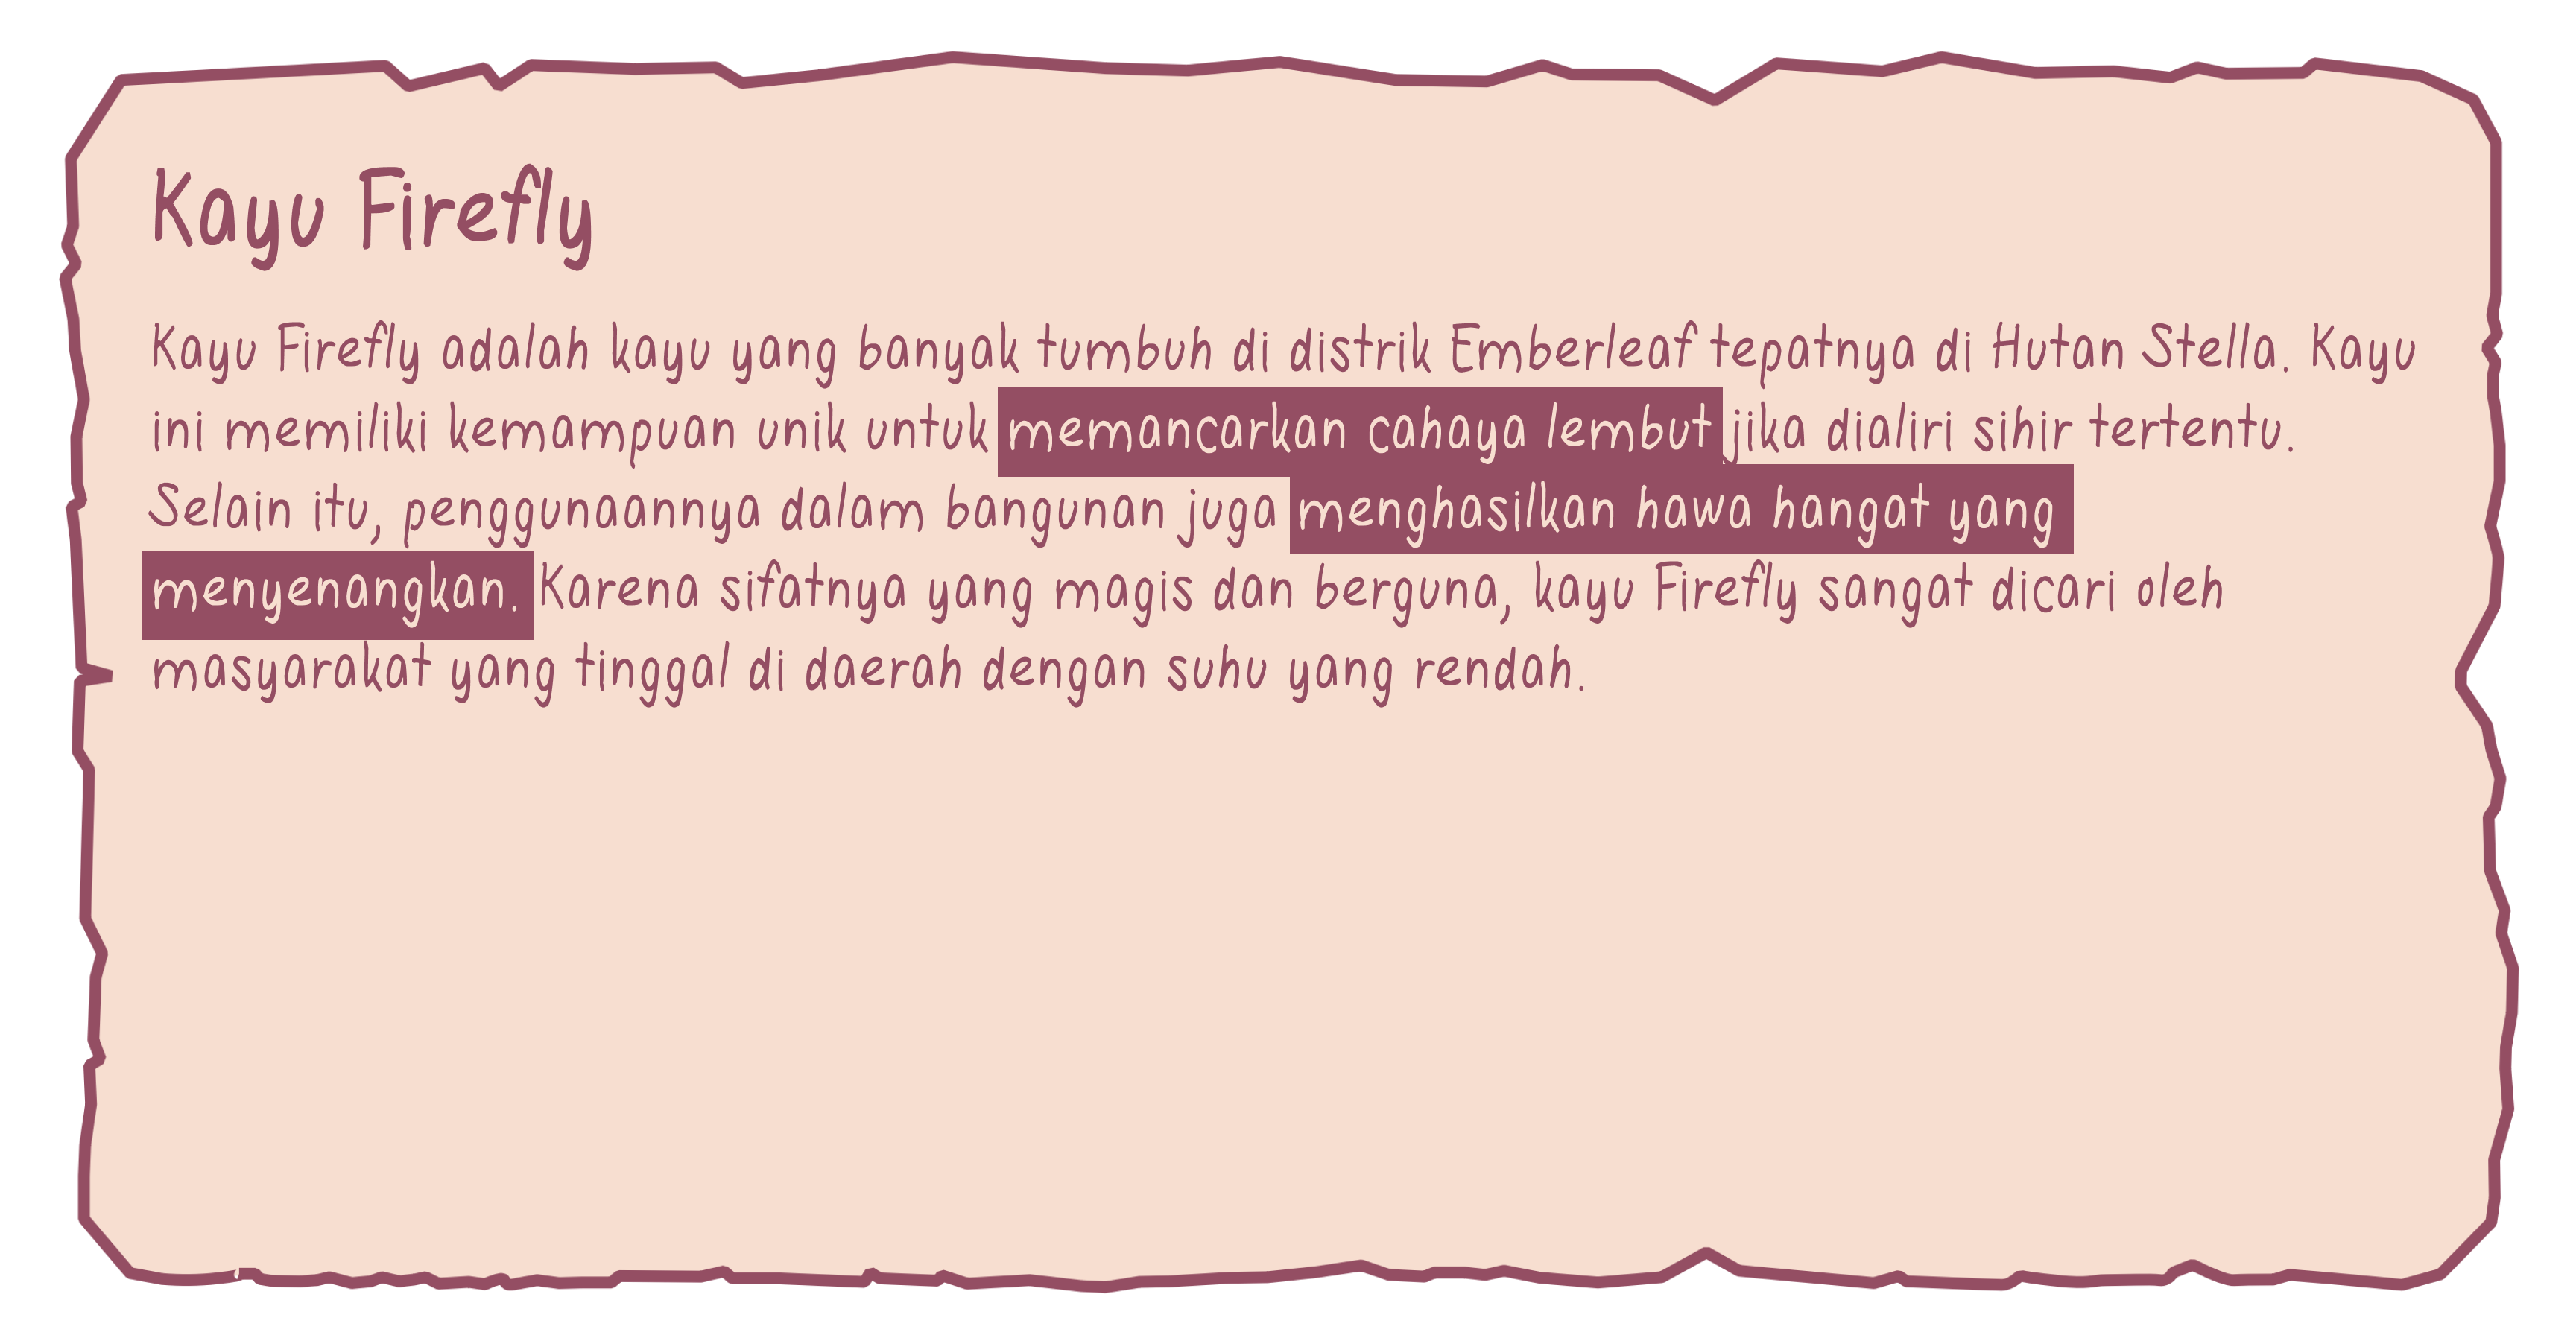 Kayu Firefly
Kayu Firefly adalah kayu yang banyak tumbuh di distrik Emberleaf tepatnya di Hutan Stella. Kayu
ini memiliki kemampuan unik untuk memancarkan cahaya lembut jika dialiri sihir tertentu.
Selain itu, penggunaannya dalam bangunan juga menghasilkan hawa hangat yang
menyenangkan. Karena sifatnya yang magis dan berguna, kayu Firefly sangat dicari oleh
masyarakat yang tinggal di daerah dengan suhu yang rendah.